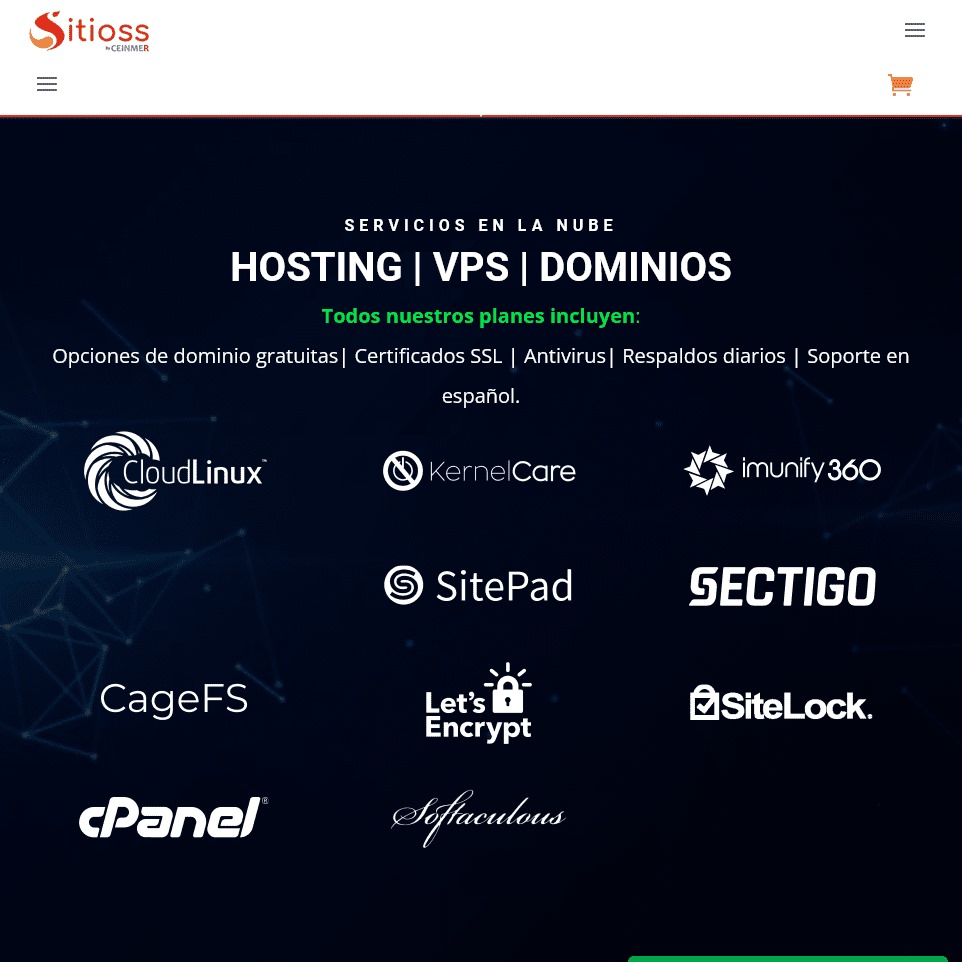 Sitioss
by CEINMER
SERVICIOS EN LA NUBE
HOSTING | VPS | DOMINIOS
Todos nuestros planes incluyen:
Opciones de dominio gratuitas| Certificados SSL | Antivirus| Respaldos diarios | Soporte en
español.
CloudLinux™
KernelCare
imunify360
SitePad
SECTIGO
CageFS
Let's
Encrypt
SiteLock.
cPanel®
Softaculous